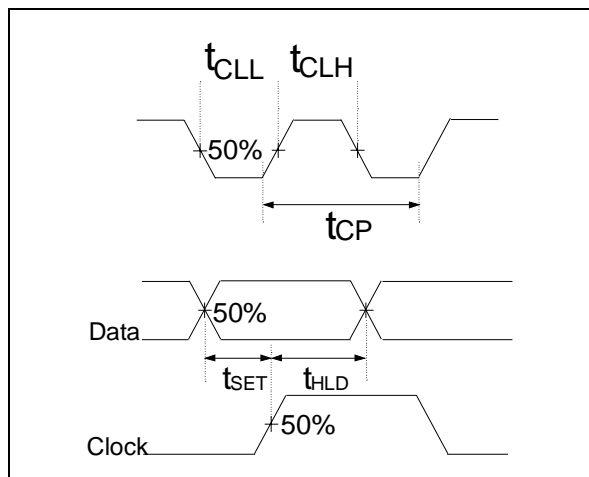 tCLL tCLH
50%
tCP
50%
Data
tSET tHLD
50%
Clock